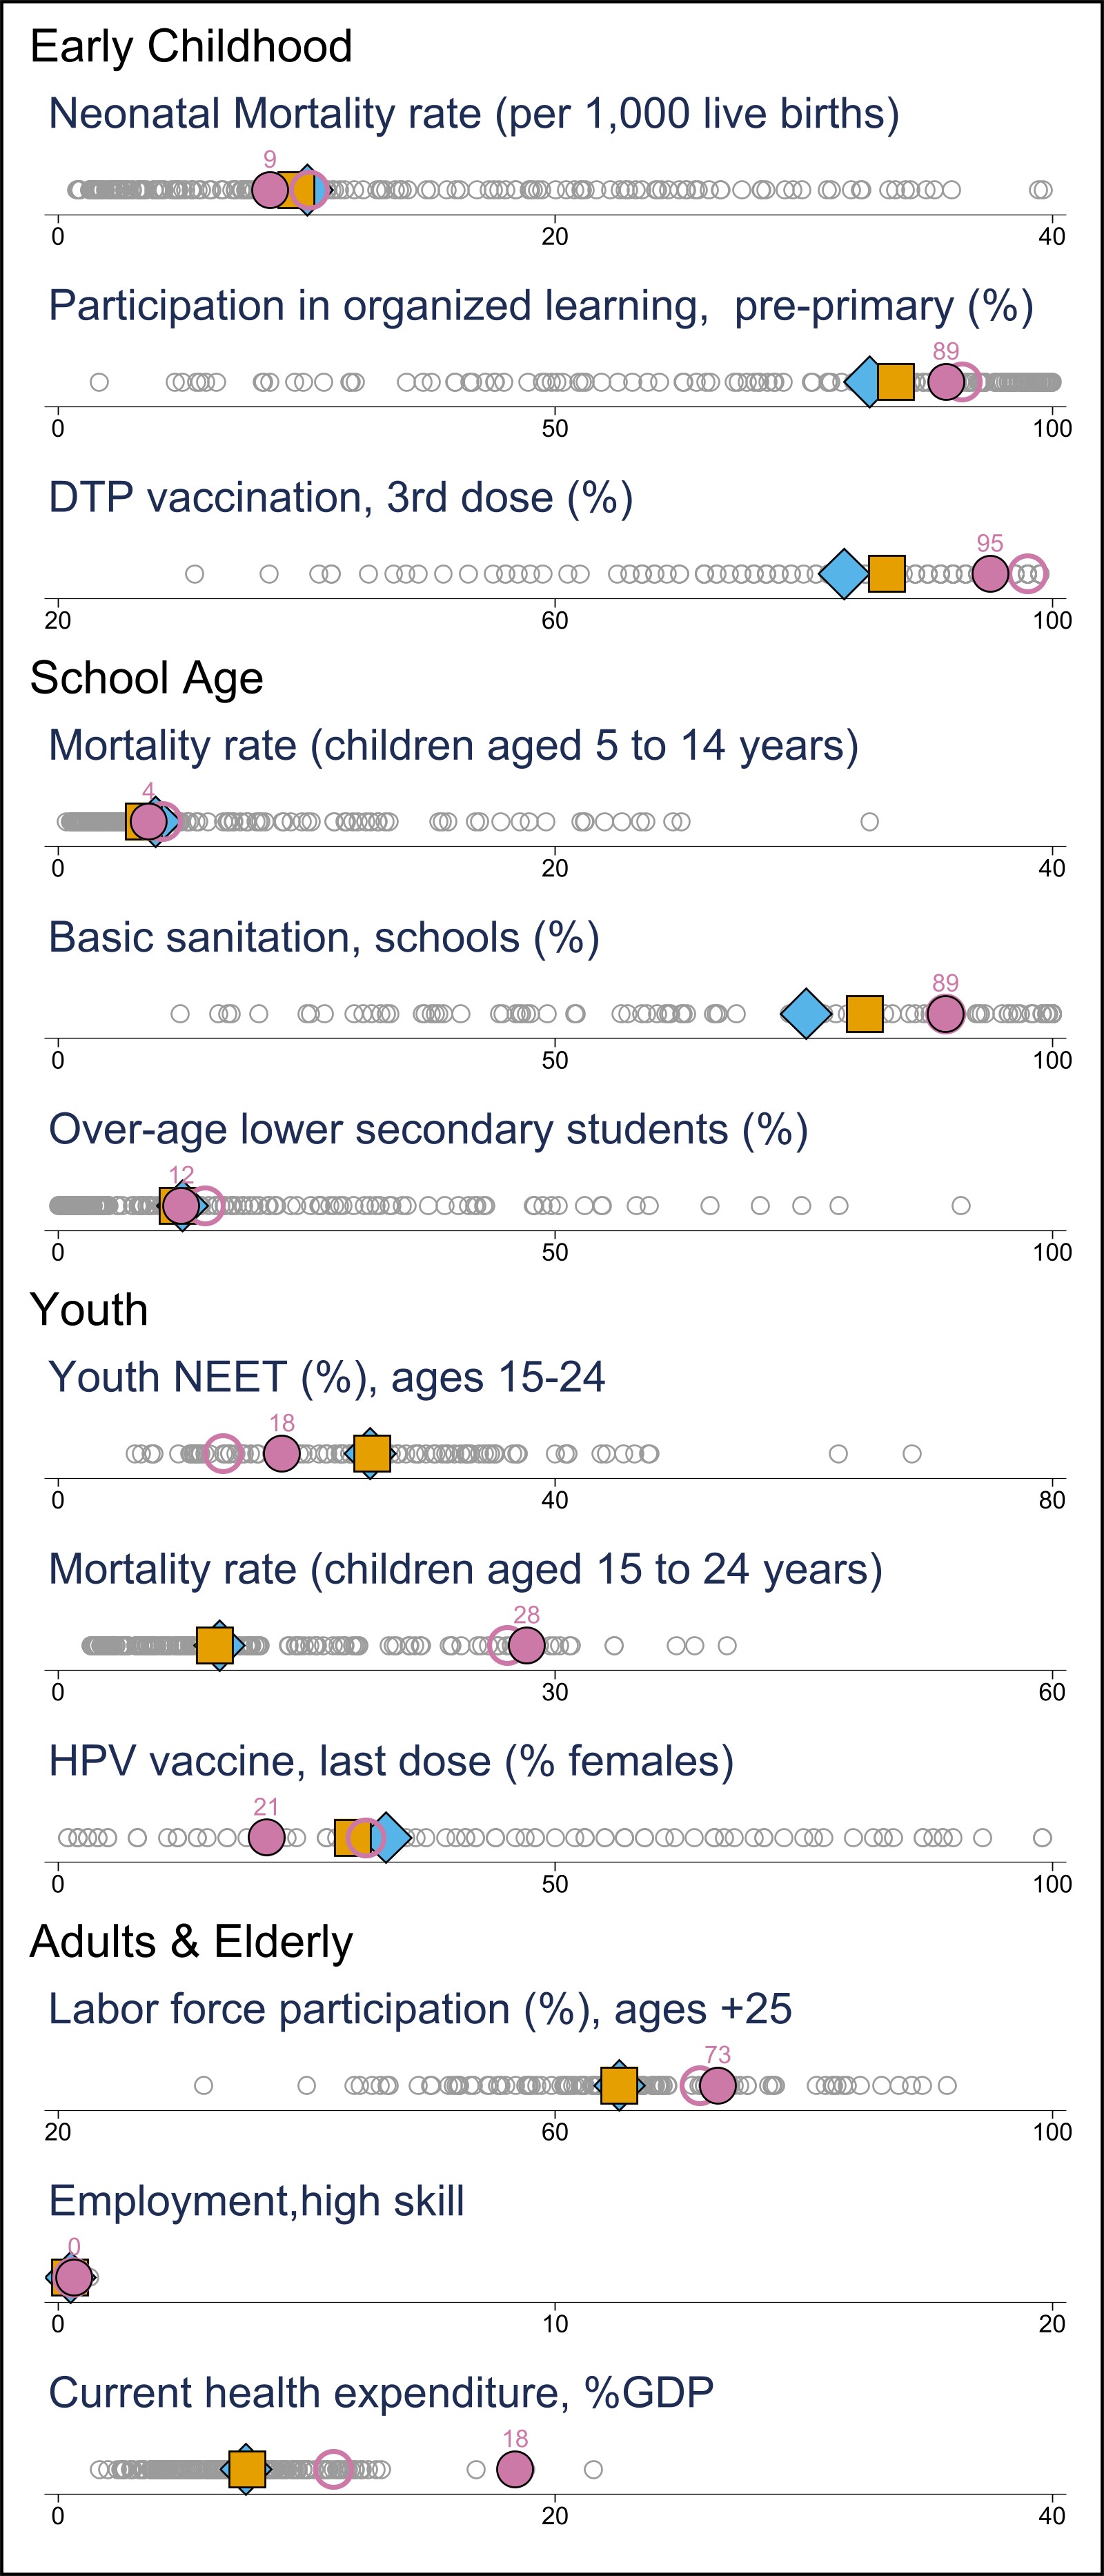 Early Childhood
Neonatal Mortality rate (per 1,000 live births)
9
0 20 40
Participation in organized learning,  pre-primary (%)
89
0 50 100
DTP vaccination, 3rd dose (%)
95
20 60 100
School Age
Mortality rate (children aged 5 to 14 years)
4
0 20 40
Basic sanitation, schools (%)
89
0 50 100
Over-age lower secondary students (%)
12
0 50 100
Youth
Youth NEET (%), ages 15-24
18
0 40 80
Mortality rate (children aged 15 to 24 years)
28
0 30 60
HPV vaccine, last dose (% females)
21
0 50 100
Adults & Elderly
Labor force participation (%), ages +25
73
20 60 100
Employment,high skill
0
0 10 20
Current health expenditure, %GDP
18
0 20 40